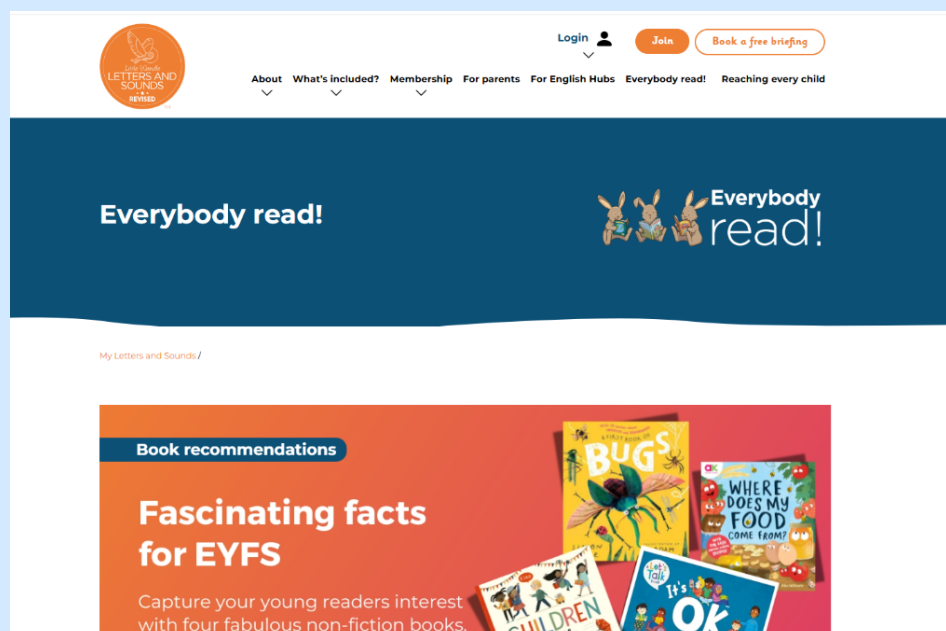 Login
Join
Book a free briefing
Little Wandle
LETTERS AND
SOUNDS
REVISED
About What's included? Membership For parents For English Hubs Everybody read! Reaching every child
Everybody read!
Everybody
read!
My Letters and Sounds /
Book recommendations
Fascinating facts
for EYFS
Capture your young readers interest
with four fabulous non-fiction books.
A FIRST BOOK OF
BUGS
WHERE
DOES MY
FOOD
COME FROM?
CHILDREN
Let's
Talk
It's
OK